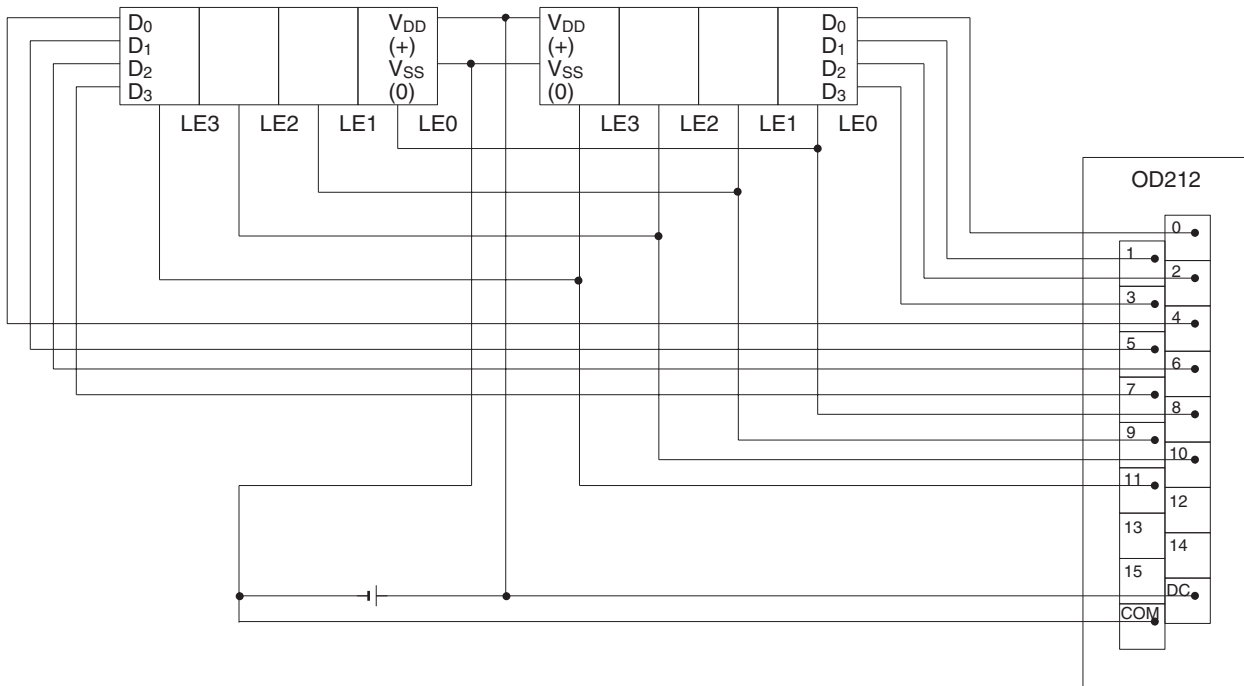 D0 VDD VDD D0
D1 (+) (+) D1
D2 VSS VSS D2
D3 (0) (0) D3
LE3 LE2 LE1 LE0 LE3 LE2 LE1 LE0
OD212
0
1
2
3
4
5
6
7
8
9
10
11
12
13
14
15
DC
COM